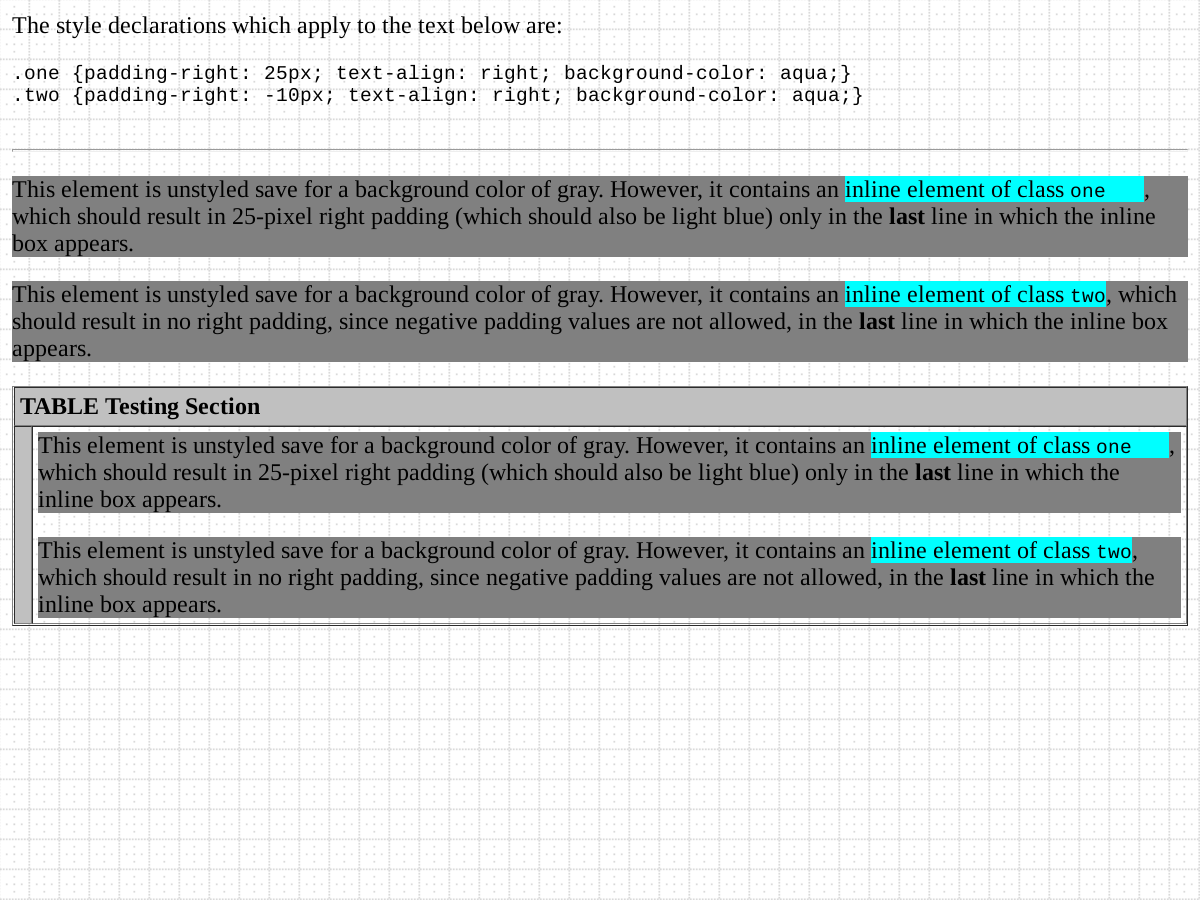 The style declarations which apply to the text below are:
.one {padding-right: 25px; text-align: right; background-color: aqua;}
.two {padding-right: -10px; text-align: right; background-color: aqua;}
This element is unstyled save for a background color of gray. However, it contains an inline element of class one ,
which should result in 25-pixel right padding (which should also be light blue) only in the last line in which the inline
box appears.
This element is unstyled save for a background color of gray. However, it contains an inline element of class two, which
should result in no right padding, since negative padding values are not allowed, in the last line in which the inline box
appears.
TABLE Testing Section
This element is unstyled save for a background color of gray. However, it contains an inline element of class one ,
which should result in 25-pixel right padding (which should also be light blue) only in the last line in which the
inline box appears.
This element is unstyled save for a background color of gray. However, it contains an inline element of class two,
which should result in no right padding, since negative padding values are not allowed, in the last line in which the
inline box appears.